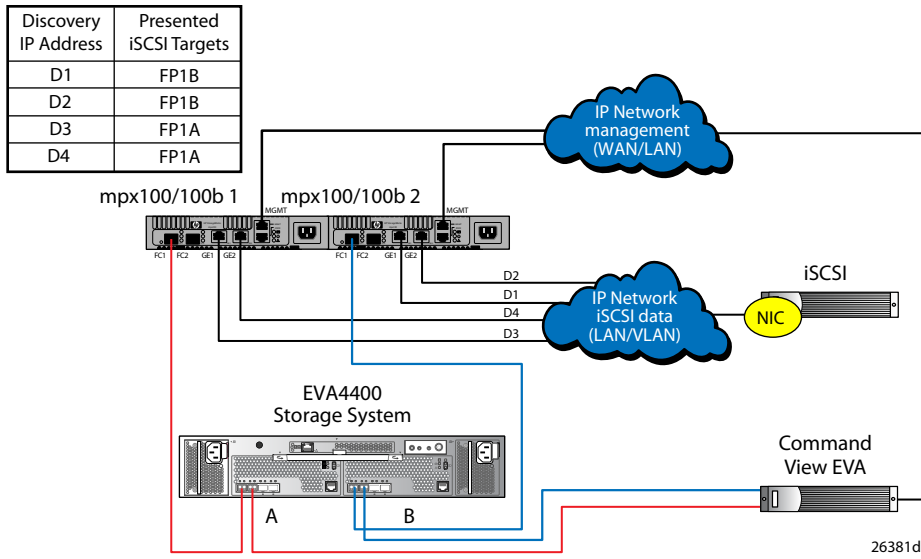 Discovery IP Address
Presented iSCSI Targets
D1
FP1B
D2
FP1B
D3
FP1A
D4
FP1A
IP Network
management
(WAN/LAN)
mpx100/100b 1
mpx100/100b 2
MGMT
MGMT
FC1
FC2
GE1
GE2
FC1
FC2
GE1
GE2
D2
D1
D4
D3
IP Network
iSCSI data
(LAN/VLAN)
iSCSI
NIC
EVA4400
Storage System
A
B
Command
View EVA
26381d